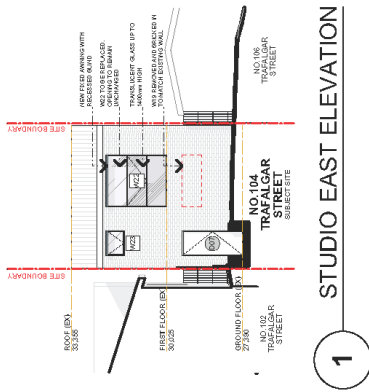 NEW FIXED AWNING WITH
RECESSED BLIND
W22 TO BE REPLACED.
OPENING TO REMAIN
UNCHANGED
TRANSLUCENT GLASS UP TO
1600mm HIGH
REMOVED AND BRICKED IN
TO MATCH EXISTING WALL
SITE BOUNDARY
SITE BOUNDARY
W22
W23
D07
ROOF (EX)
33,355
FIRST FLOOR (EX)
30,025
GROUND FLOOR (EX)
27,390
NO.102
TRAFALGAR
STREET
NO.104
TRAFALGAR
STREET
SUBJECT SITE
NO.106
TRAFALGAR
STREET
1
STUDIO EAST ELEVATION